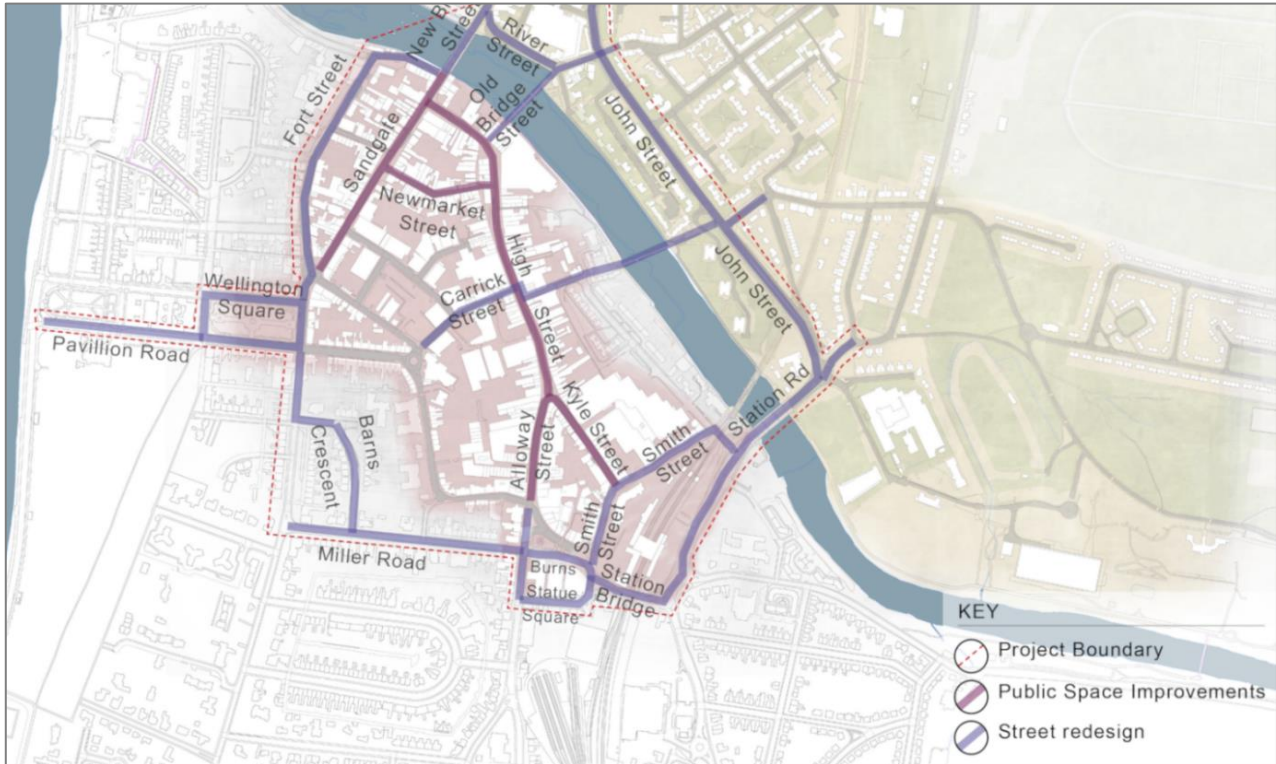 New B
Street
River
Street
Fort Street
Old
Bridge
Street
Sandgate
John Street
Newmarket
Street
High
Street
John Street
Wellington
Square
Carrick
Street
Pavillion Road
Kyle Street
Station Rd
Barns
Crescent
Alloway
Street
Smith
Street
Smith
Street
Miller Road
Burns
Statue
Square
Station
Bridge
KEY
Project Boundary
Public Space Improvements
Street redesign